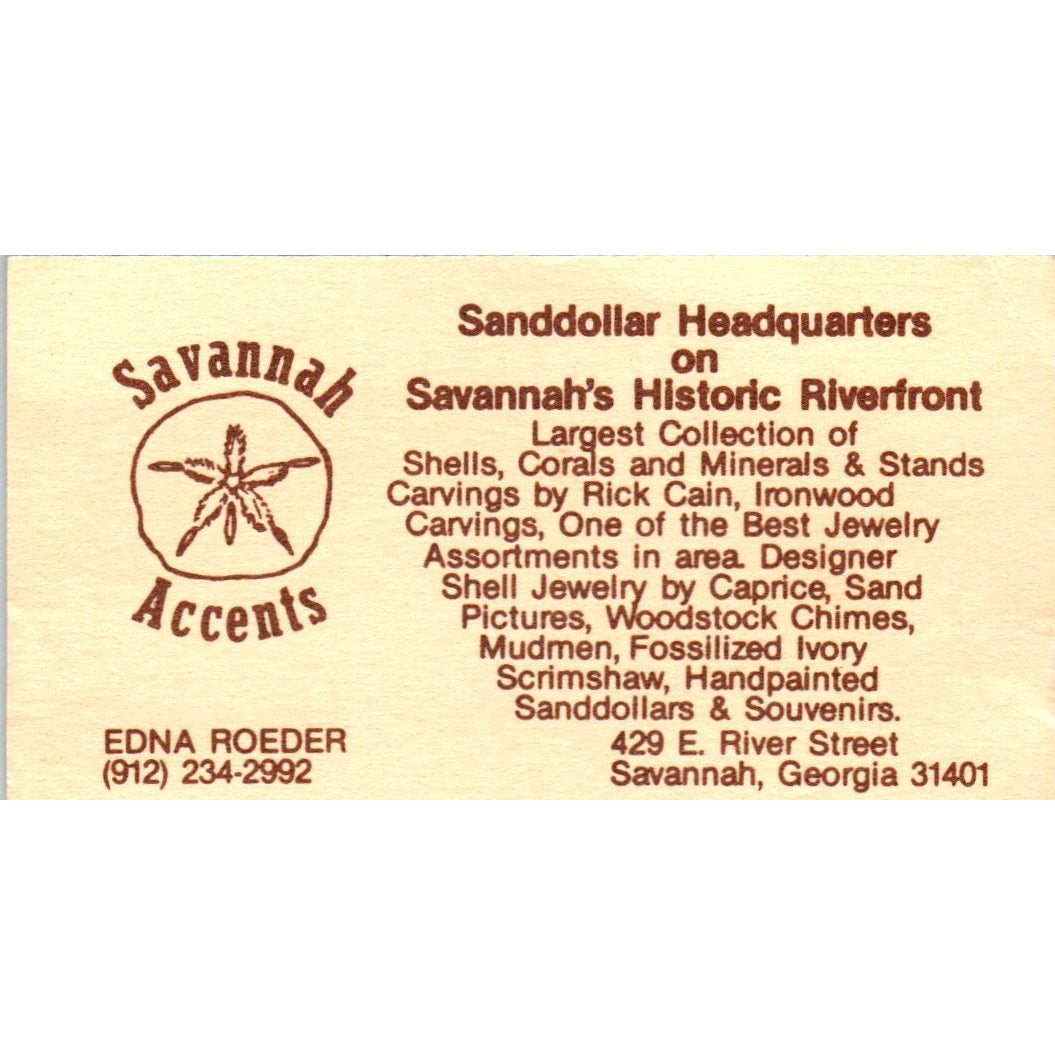 Savannah
Accents
EDNA ROEDER
(912) 234-2992
Sanddollar Headquarters
on
Savannah's Historic Riverfront
Largest Collection of
Shells, Corals and Minerals & Stands
Carvings by Rick Cain, Ironwood
Carvings, One of the Best Jewelry
Assortments in area. Designer
Shell Jewelry by Caprice, Sand
Pictures, Woodstock Chimes,
Mudmen, Fossilized Ivory
Scrimshaw, Handpainted
Sanddollars & Souvenirs.
429 E. River Street
Savannah, Georgia 31401